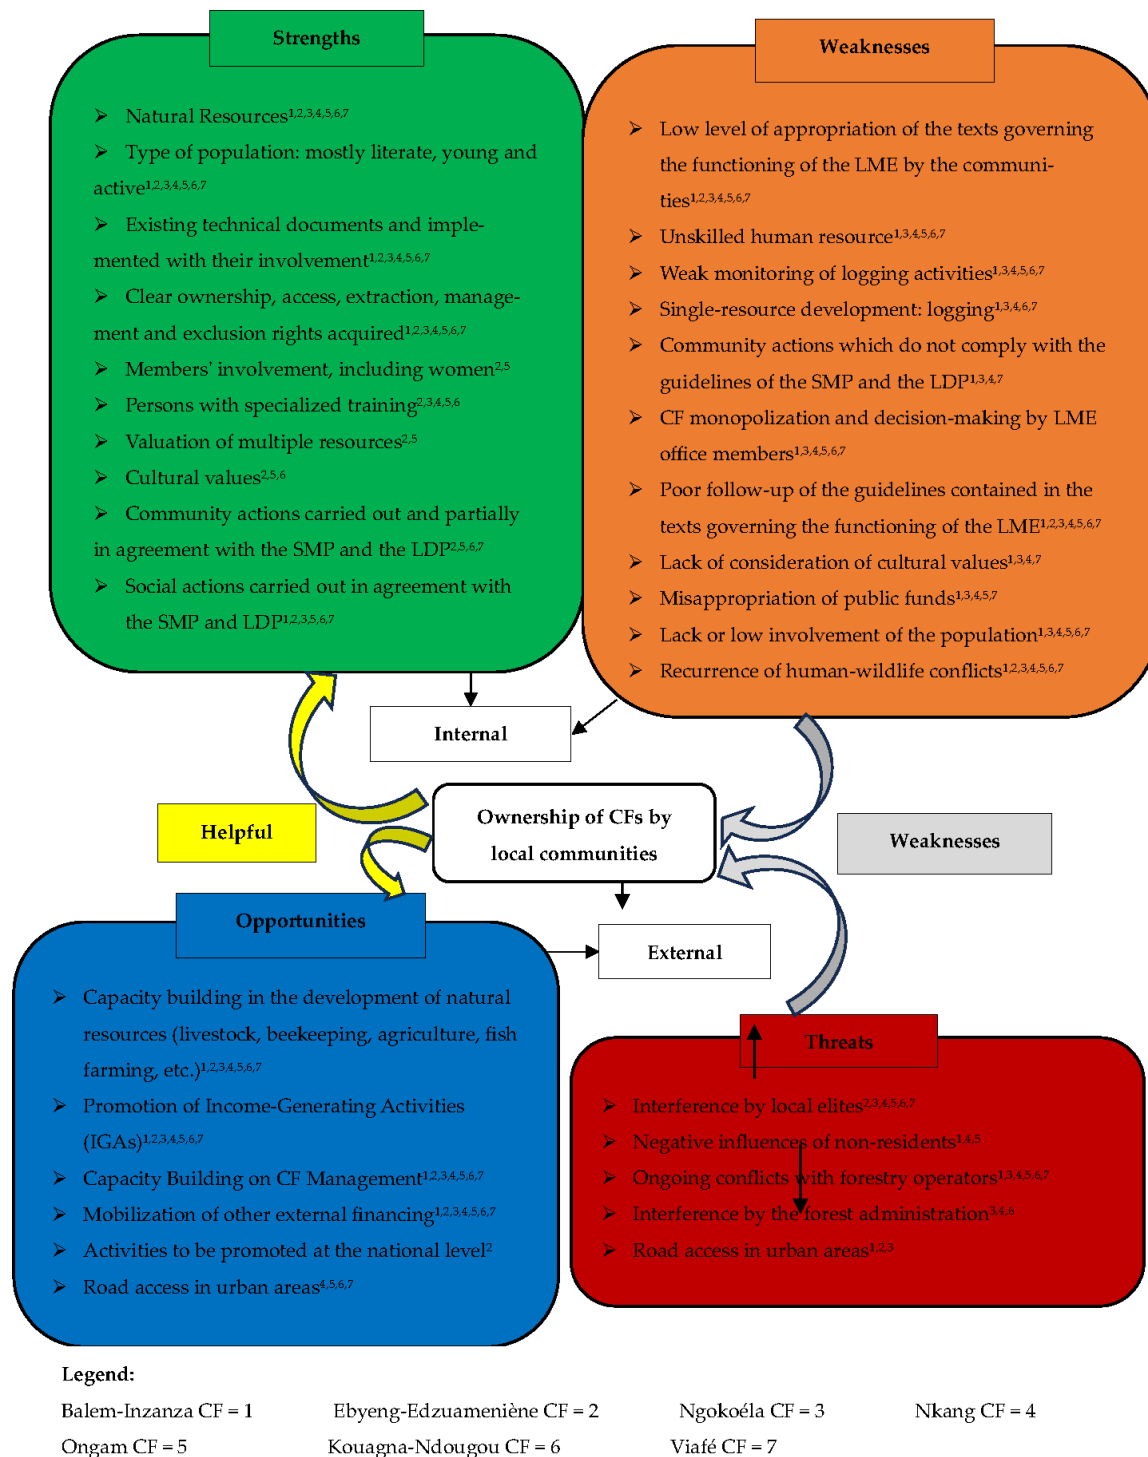 Strengths
➢ Natural Resources1,2,3,4,5,6,7
➢ Type of population: mostly literate, young and
active1,2,3,4,5,6,7
➢ Existing technical documents and imple-
mented with their involvement1,2,3,4,5,6,7
➢ Clear ownership, access, extraction, manage-
ment and exclusion rights acquired1,2,3,4,5,6,7
➢ Members' involvement, including women2,5
➢ Persons with specialized training2,3,4,5,6
➢ Valuation of multiple resources2,5
➢ Cultural values2,5,6
➢ Community actions carried out and partially
in agreement with the SMP and the LDP2,5,6,7
➢ Social actions carried out in agreement with
the SMP and LDP1,2,3,5,6,7
Weaknesses
➢ Low level of appropriation of the texts governing
the functioning of the LME by the communi-
ties1,2,3,4,5,6,7
➢ Unskilled human resource1,3,4,5,6,7
➢ Weak monitoring of logging activities1,3,4,5,6,7
➢ Single-resource development: logging1,3,4,6,7
➢ Community actions which do not comply with the
guidelines of the SMP and the LDP1,3,4,7
➢ CF monopolization and decision-making by LME
office members1,3,4,5,6,7
➢ Poor follow-up of the guidelines contained in the
texts governing the functioning of the LME1,2,3,4,5,6,7
➢ Lack of consideration of cultural values1,3,4,7
➢ Misappropriation of public funds1,3,4,5,7
➢ Lack or low involvement of the population1,3,4,5,6,7
➢ Recurrence of human-wildlife conflicts1,2,3,4,5,6,7
Internal
Helpful
Ownership of CFs by
local communities
Weaknesses
External
Opportunities
➢ Capacity building in the development of natural
resources (livestock, beekeeping, agriculture, fish
farming, etc.)1,2,3,4,5,6,7
➢ Promotion of Income-Generating Activities
(IGAs)1,2,3,4,5,6,7
➢ Capacity Building on CF Management1,2,3,4,5,6,7
➢ Mobilization of other external financing1,2,3,4,5,6,7
➢ Activities to be promoted at the national level2
➢ Road access in urban areas4,5,6,7
Threats
➢ Interference by local elites2,3,4,5,6,7
➢ Negative influences of non-residents1,4,5
➢ Ongoing conflicts with forestry operators1,3,4,5,6,7
➢ Interference by the forest administration3,4,6
➢ Road access in urban areas1,2,3
Legend:
Balem-Inzanza CF = 1 Ebyeng-Edzuameniène CF = 2 Ngokoéla CF = 3 Nkang CF = 4
Ongam CF = 5 Kouagna-Ndougou CF = 6 Viafé CF = 7